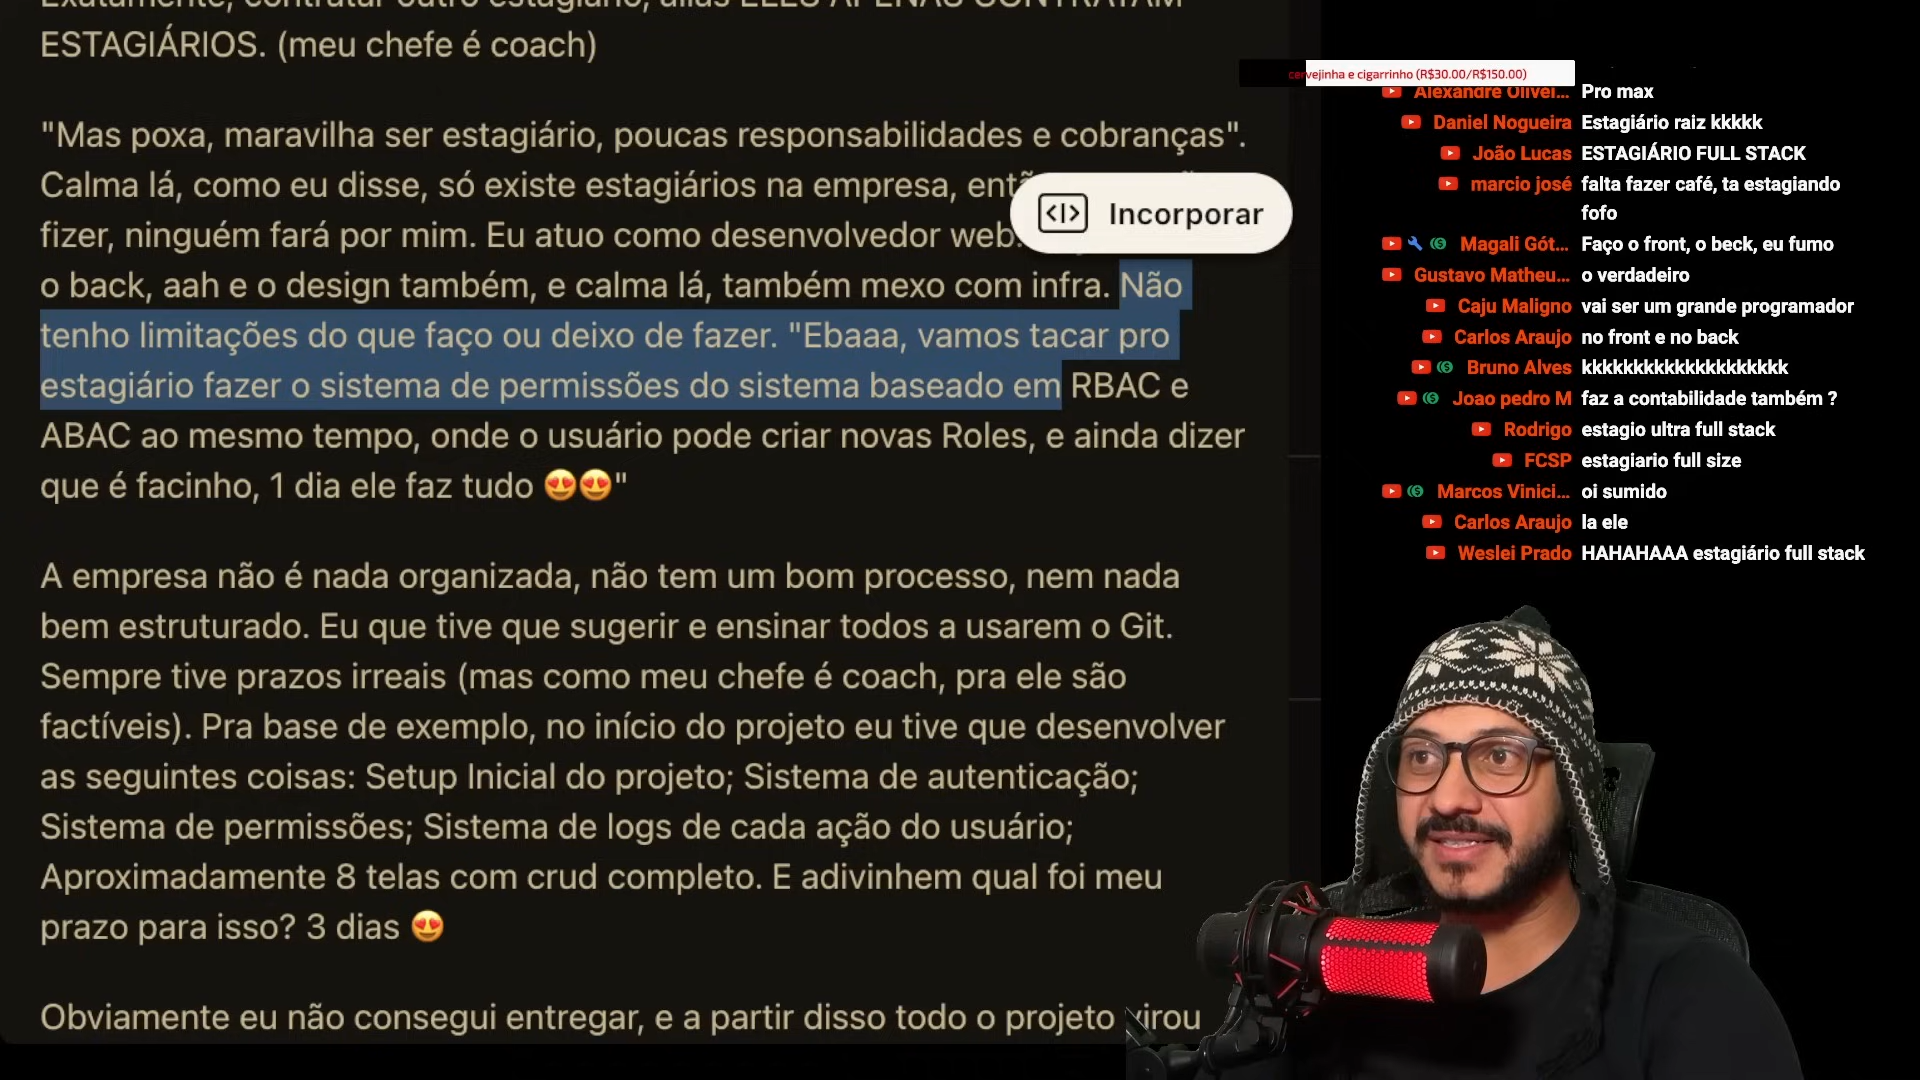 Exatamente, contratar outro estagiário, aliás ELES APENAS CONTRATAM
ESTAGIÁRIOS. (meu chefe é coach)
"Mas poxa, maravilha ser estagiário, poucas responsabilidades e cobranças".
Calma lá, como eu disse, só existe estagiários na empresa,
fizer, ninguém fará por mim. Eu atuo como desenvolvedor web.
o back, aah e o design também, e calma lá, também mexo com infra. Não
tenho limitações do que faço ou deixo de fazer. "Ebaaa, vamos tacar pro
estagiário fazer o sistema de permissões do sistema baseado em RBAC e
ABAC ao mesmo tempo, onde o usuário pode criar novas Roles, e ainda dizer
que é facinho, 1 dia ele faz tudo 😍😍"
A empresa não é nada organizada, não tem um bom processo, nem nada
bem estruturado. Eu que tive que sugerir e ensinar todos a usarem o Git.
Sempre tive prazos irreais (mas como meu chefe é coach, pra ele são
factíveis). Pra base de exemplo, no início do projeto eu tive que desenvolver
as seguintes coisas: Setup Inicial do projeto; Sistema de autenticação;
Sistema de permissões; Sistema de logs de cada ação do usuário;
Aproximadamente 8 telas com crud completo. E adivinhem qual foi meu
prazo para isso? 3 dias 😍
Obviamente eu não consegui entregar, e a partir disso todo o projeto virou
Incorporar
cervejinha e cigarrinho (R$30.00/R$150.00)
Alexandre Olivei... Pro max
Daniel Nogueira Estagiário raiz kkkkk
João Lucas ESTAGIÁRIO FULL STACK
marcio josé falta fazer café, ta estagiando
fofo
Magali Gót... Faço o front, o beck, eu fumo
Gustavo Matheu... o verdadeiro
Caju Maligno vai ser um grande programador
Carlos Araujo no front e no back
Bruno Alves kkkkkkkkkkkkkkkkkkkk
Joao pedro M faz a contabilidade também ?
Rodrigo estagio ultra full stack
FCSP estagiario full size
Marcos Vinici... oi sumido
Carlos Araujo la ele
Weslei Prado HAHAHAAA estagiário full stack